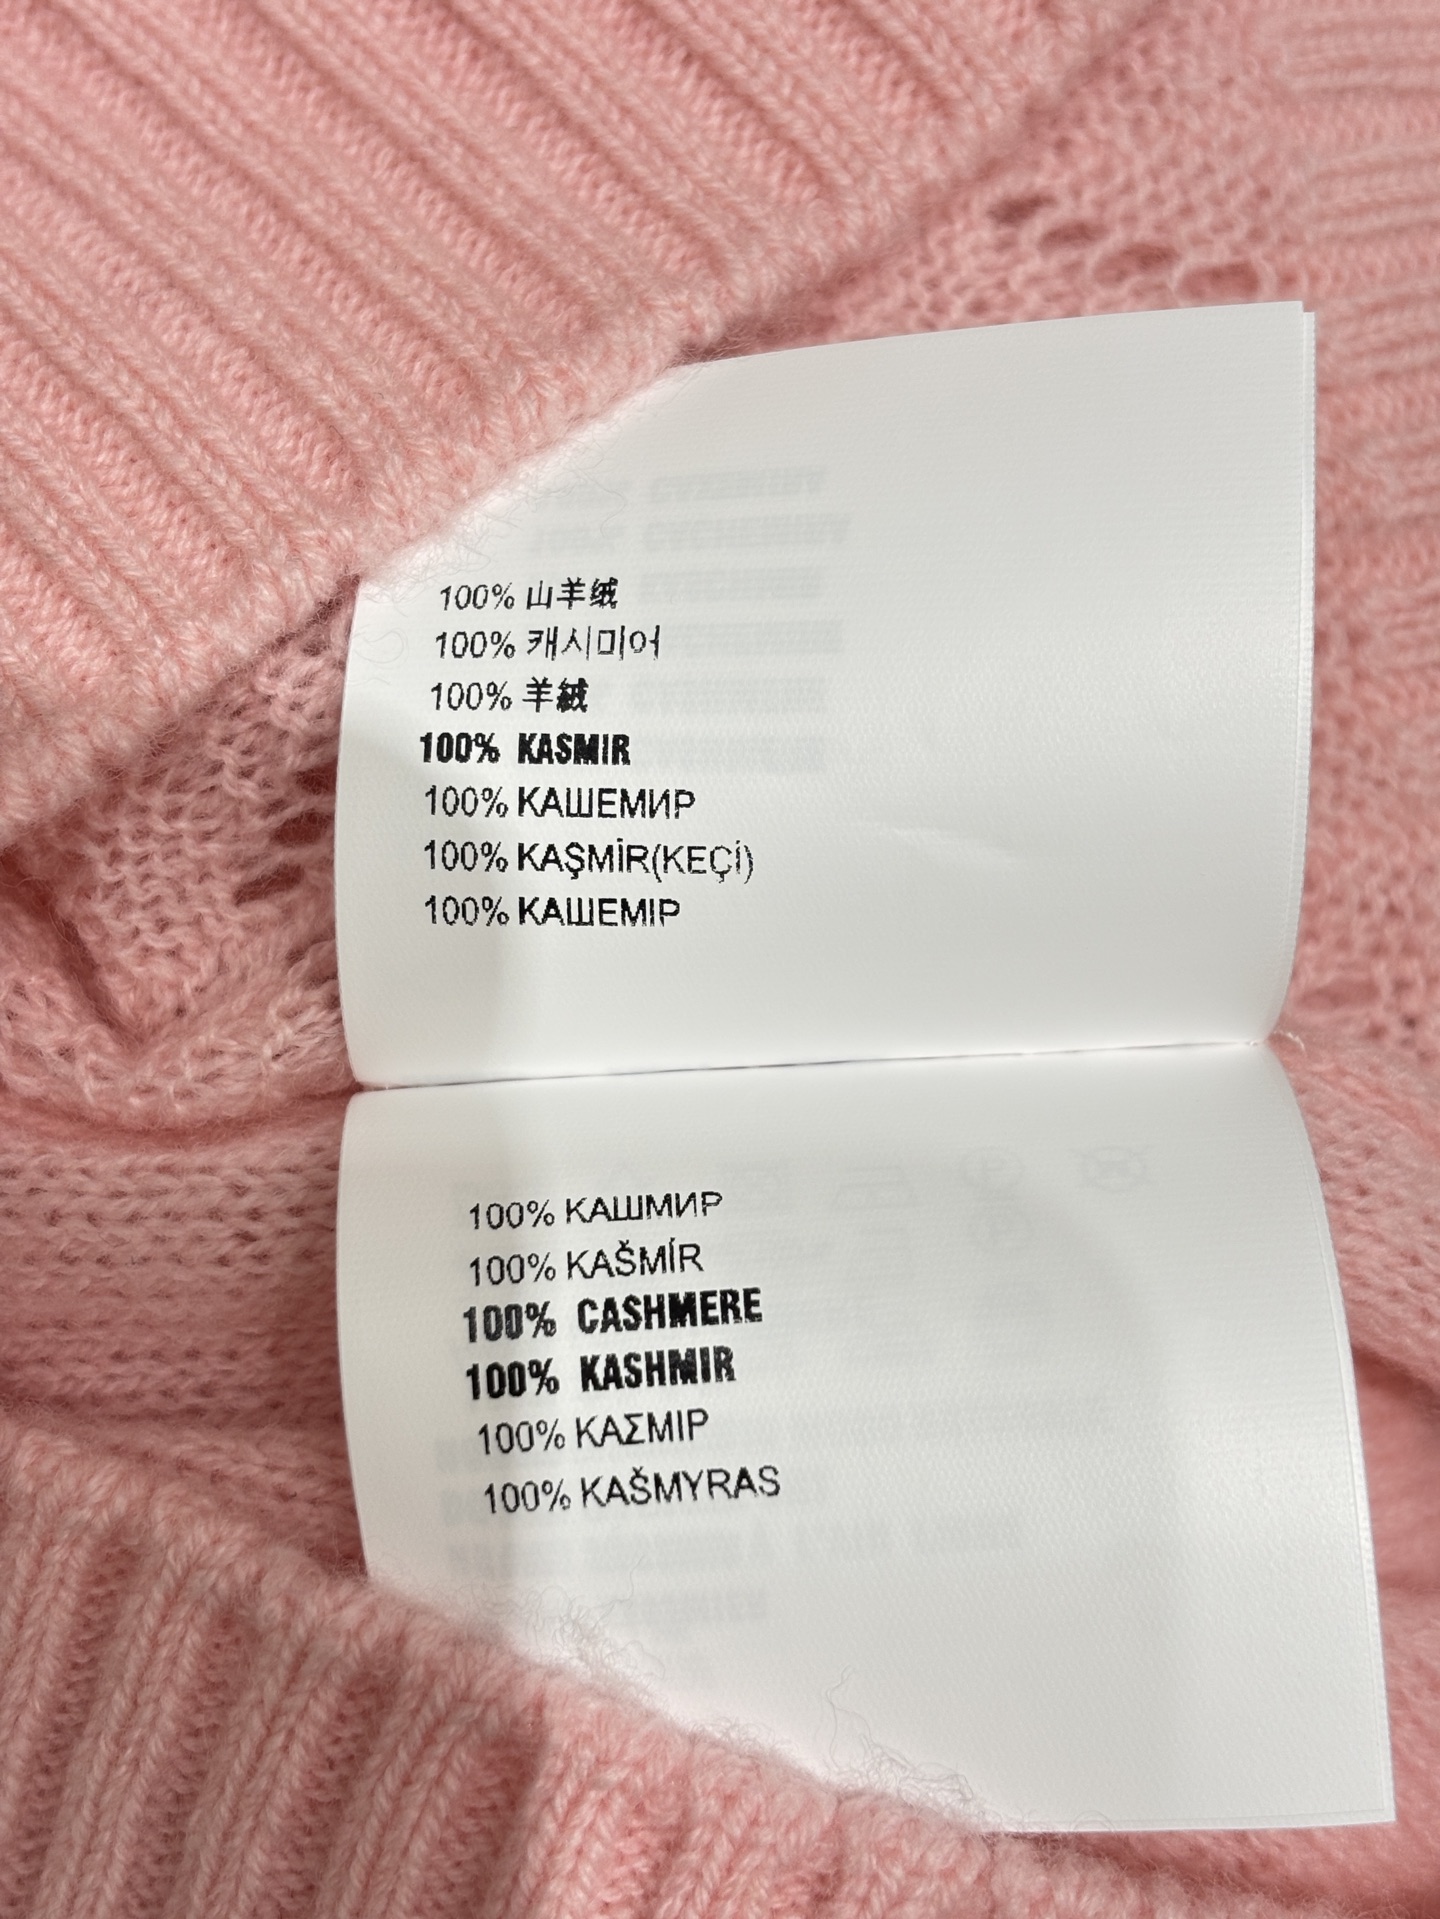 100% 山羊绒
100% 캐시미어
100% 羊絨
100% KASMIR
100% КАШЕМИР
100% KAŞMİR(KEÇİ)
100% КАШЕМІР
100% КАШМИР
100% KAŠMÍR
100% CASHMERE
100% KASHMIR
100% ΚΑΣΜΙΡ
100% KAŠMYRAS